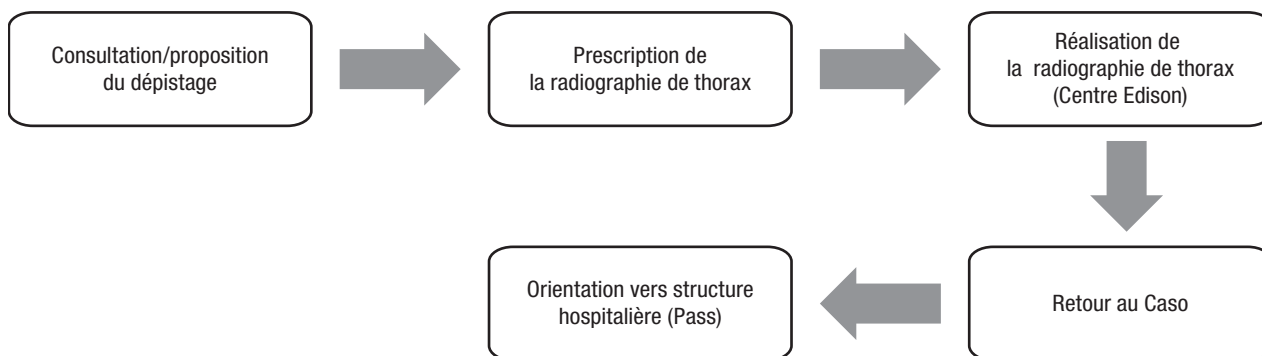 Consultation/proposition
du dépistage
Prescription de
la radiographie de thorax
Réalisation de
la radiographie de thorax
(Centre Edison)
Orientation vers structure
hospitalière (Pass)
Retour au Caso